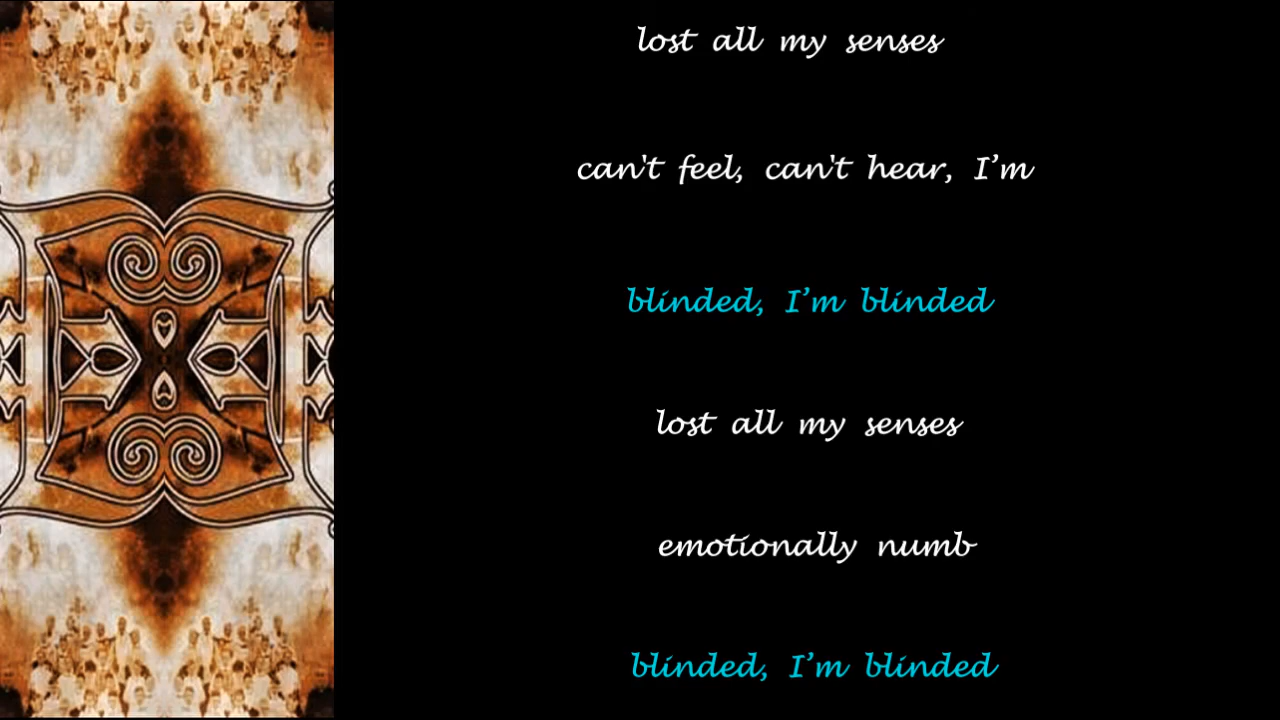 lost all my senses
can't feel, can't hear, I’m
blinded, I’m blinded
lost all my senses
emotionally numb
blinded, I’m blinded